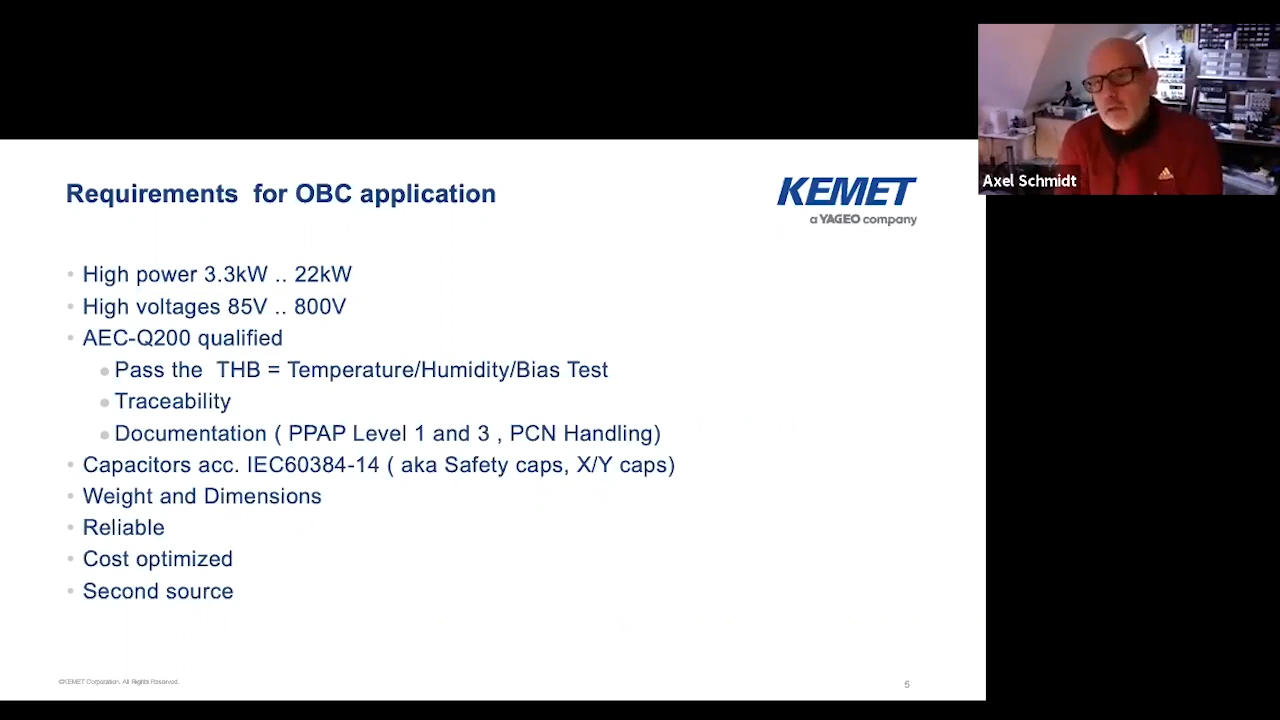 Requirements for OBC application
KEMET
a YAGEO company
Axel Schmidt
High power 3.3kW .. 22kW
High voltages 85V .. 800V
AEC-Q200 qualified
Pass the THB = Temperature/Humidity/Bias Test
Traceability
Documentation ( PPAP Level 1 and 3 , PCN Handling)
Capacitors acc. IEC60384-14 ( aka Safety caps, X/Y caps)
Weight and Dimensions
Reliable
Cost optimized
Second source
©KEMET Corporation. All Rights Reserved.
5